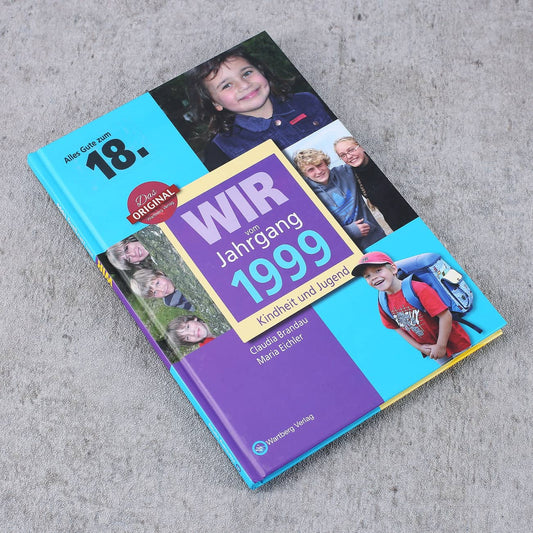 Alles Gute zum
18.
Das
ORIGINAL
WIR
vom
Jahrgang
1999
Kindheit und Jugend
Claudia Brandau
Maria Eichler
Wartberg Verlag